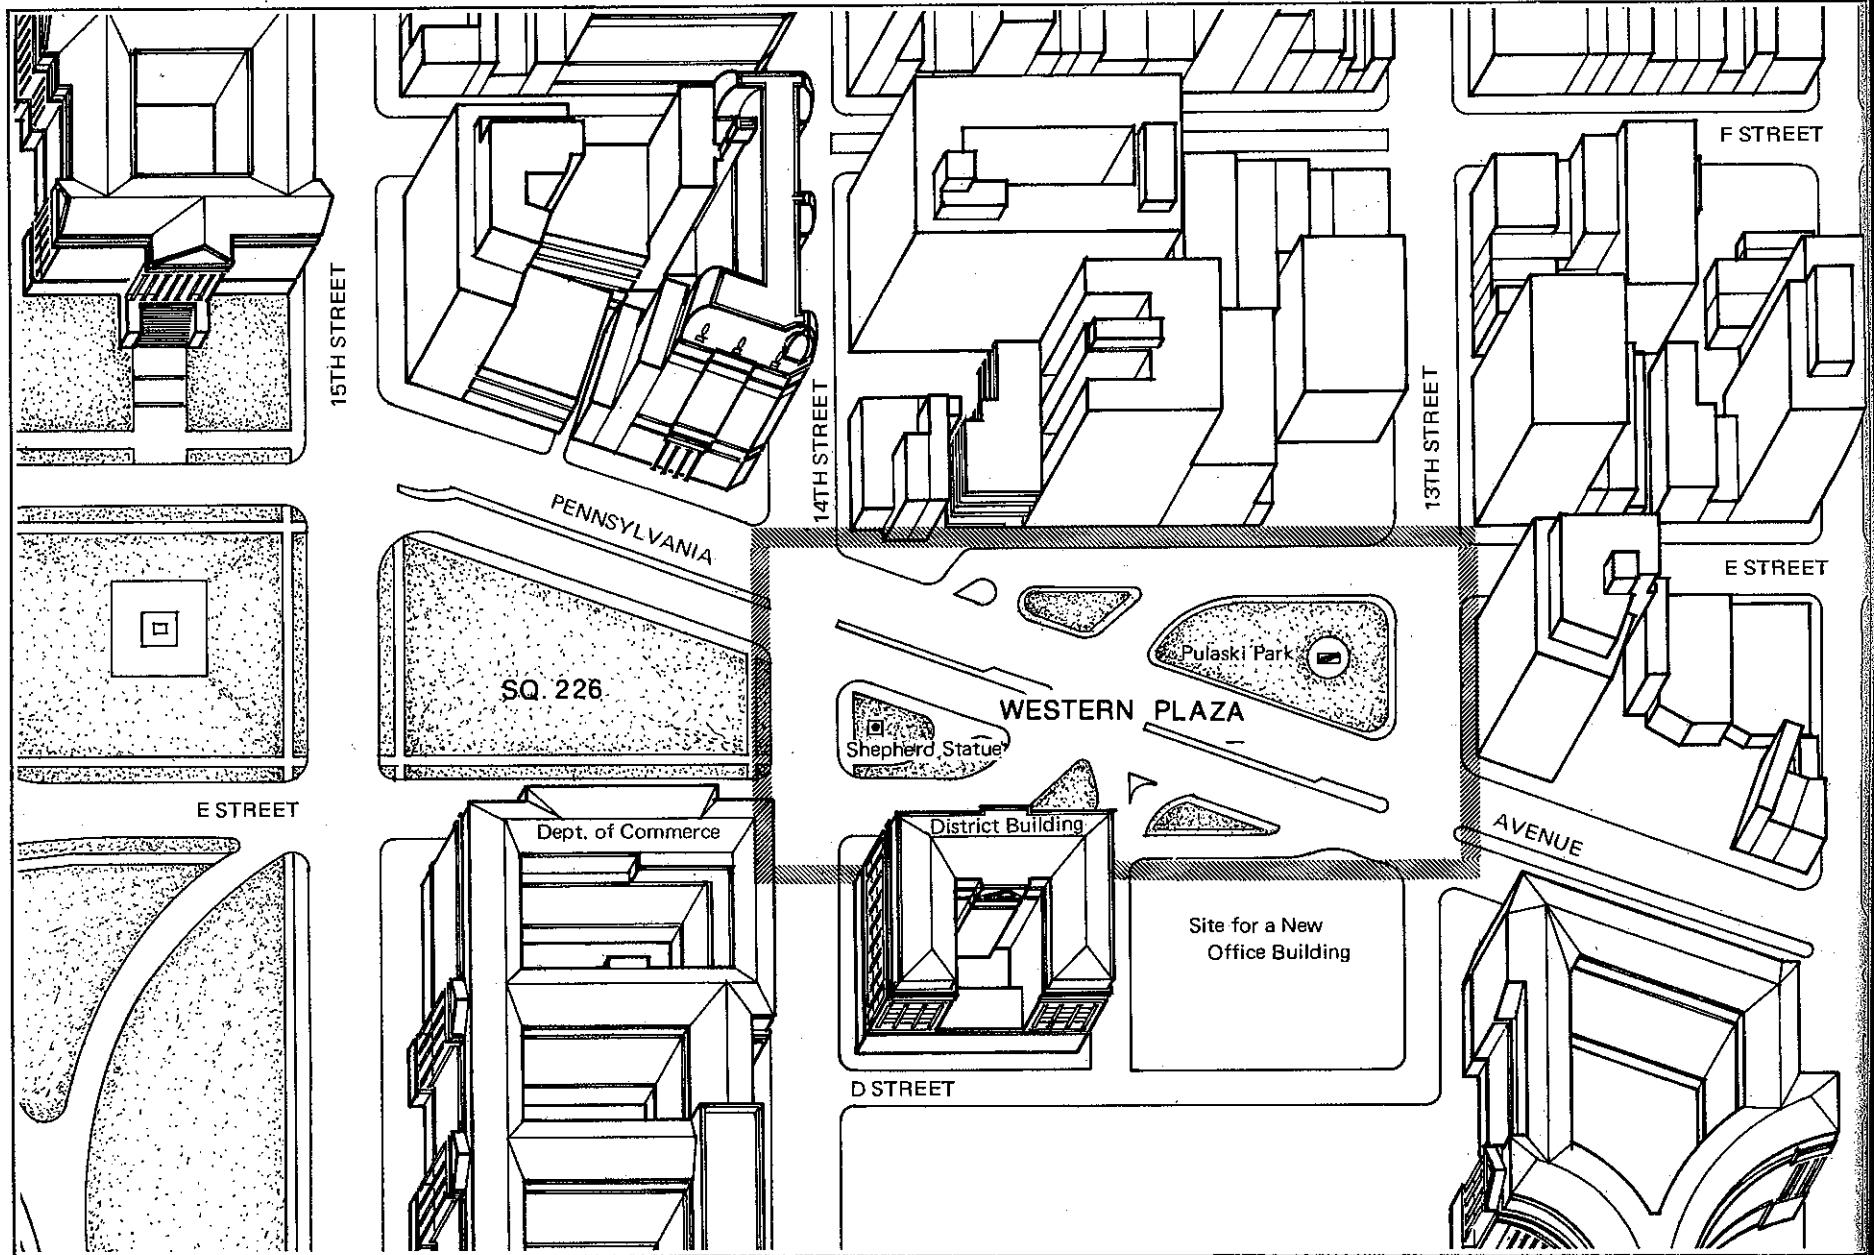 F STREET
15TH STREET
14TH STREET
13TH STREET
PENNSYLVANIA
E STREET
Pulaski Park
SQ. 226
WESTERN PLAZA
Shepherd Statue
E STREET
Dept. of Commerce
District Building
AVENUE
Site for a New
Office Building
D STREET